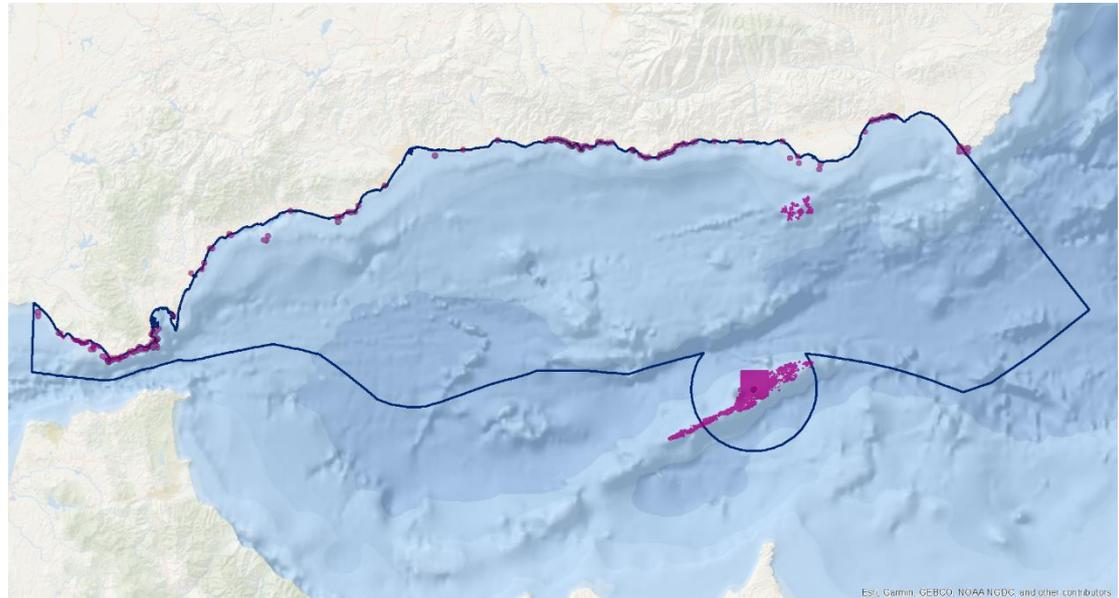 Esri, Garmin, GEBCO, NOAA NGDC, and other contributors